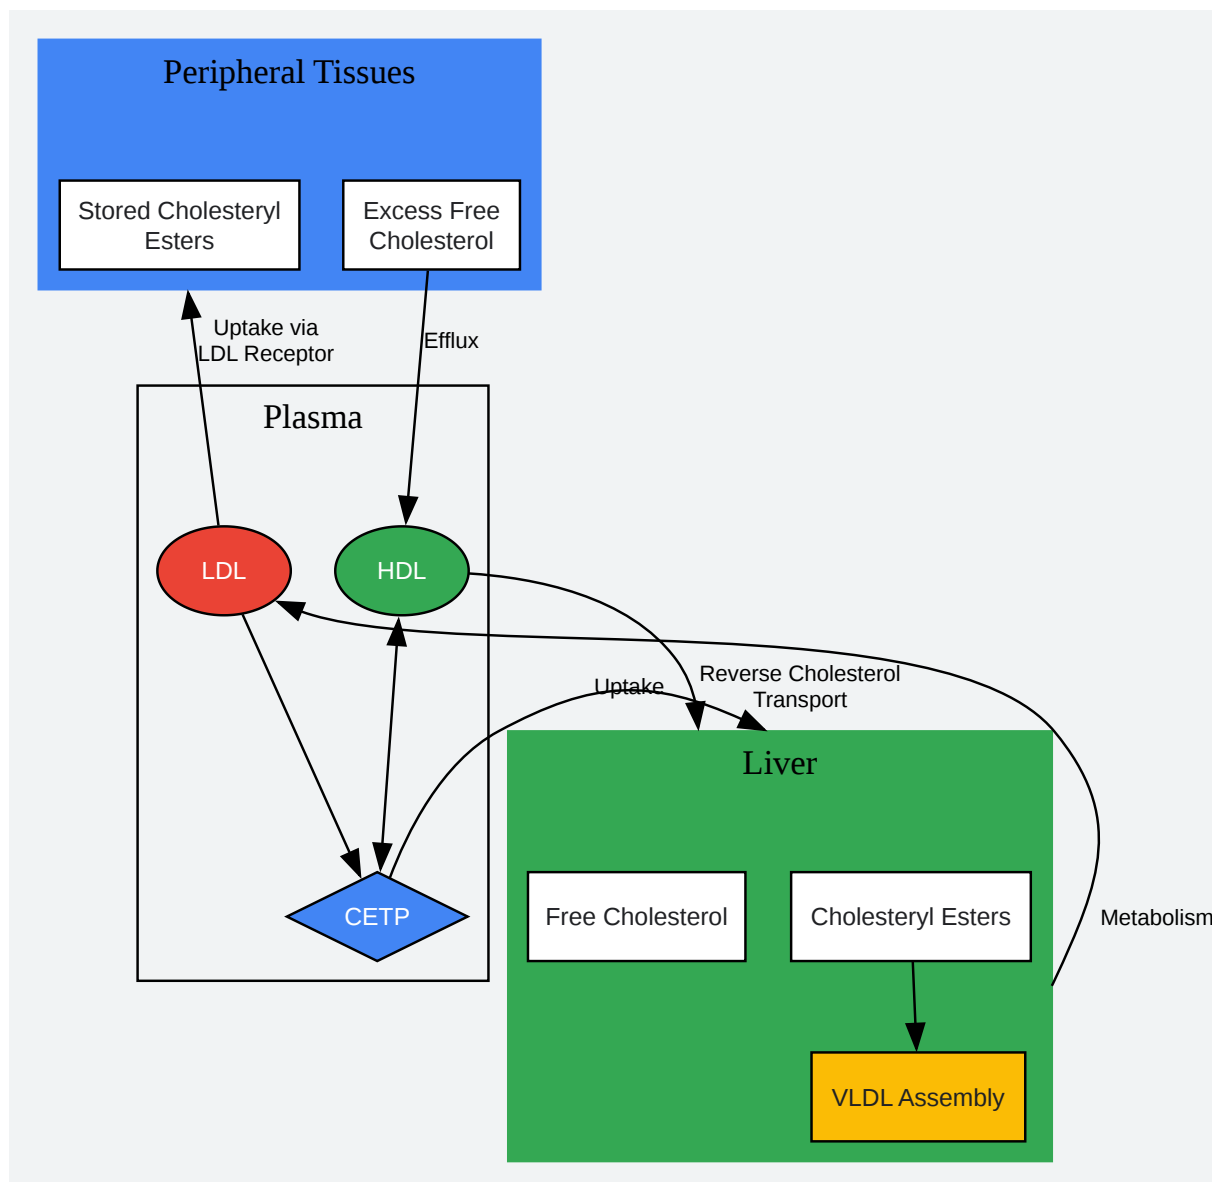 Peripheral Tissues
Stored Cholesteryl
Esters
Excess Free
Cholesterol
Uptake via
LDL Receptor
Efflux
Plasma
LDL
HDL
Uptake
Reverse Cholesterol
Transport
Liver
CETP
Free Cholesterol
Cholesteryl Esters
Metabolism
VLDL Assembly